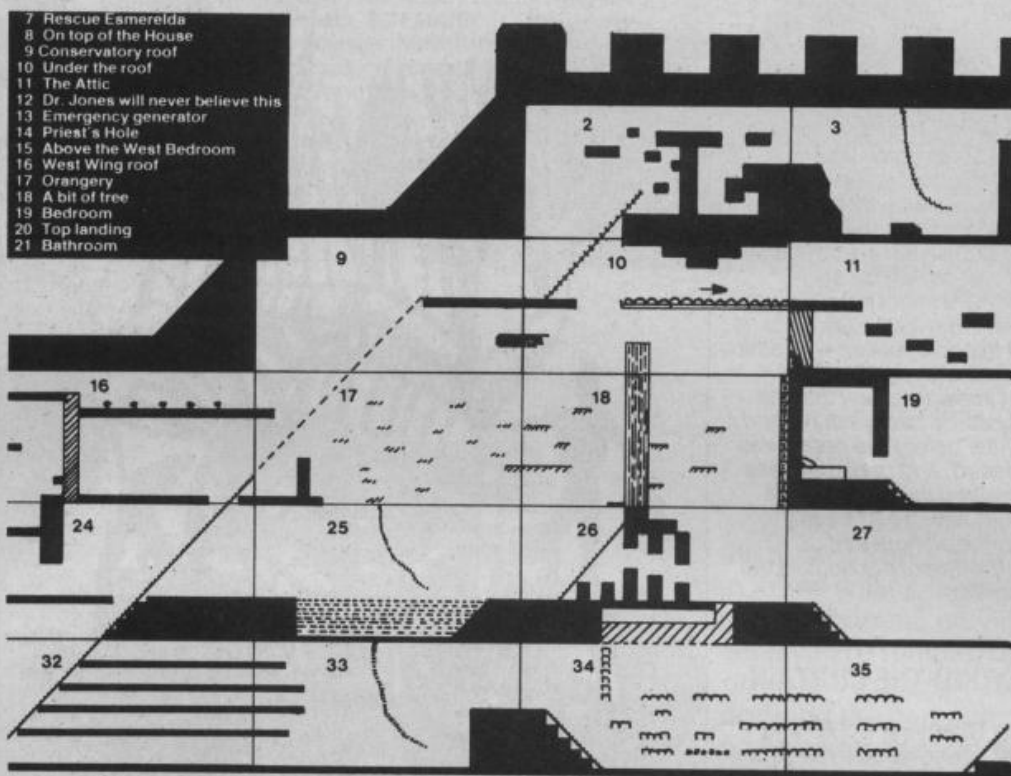 7 Rescue Esmerelda
8 On top of the House
9 Conservatory roof
10 Under the roof
11 The Attic
12 Dr. Jones will never believe this
13 Emergency generator
14 Priest's Hole
15 Above the West Bedroom
16 West Wing roof
17 Orangery
18 A bit of tree
19 Bedroom
20 Top landing
21 Bathroom
2
3
9
10
11
16
17
18
19
24
25
26
27
32
33
34
35